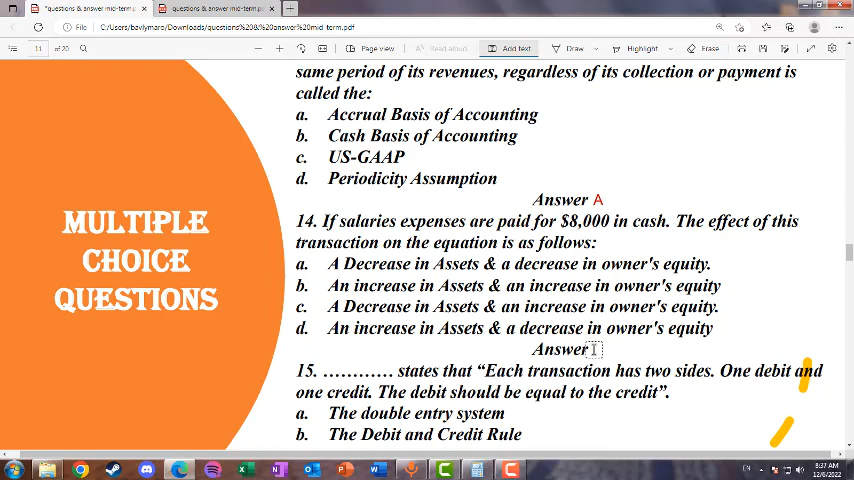 *questions & answer mid-term.p
questions & answer mid-term.pd
C:/Users/bavlymaro/Downloads/questions%20&%20answer%20mid-term.pdf
11 of 20
Page view
Read aloud
Add text
Draw
Highlight
Erase
same period of its revenues, regardless of its collection or payment is
called the:
a. Accrual Basis of Accounting
b. Cash Basis of Accounting
c. US-GAAP
d. Periodicity Assumption
Answer A
14. If salaries expenses are paid for $8,000 in cash. The effect of this
transaction on the equation is as follows:
a. A Decrease in Assets & a decrease in owner's equity.
b. An increase in Assets & an increase in owner's equity
c. A Decrease in Assets & an increase in owner's equity.
d. An increase in Assets & a decrease in owner's equity
Answer
15. ………… states that “Each transaction has two sides. One debit and
one credit. The debit should be equal to the credit”.
a. The double entry system
b. The Debit and Credit Rule
MULTIPLE
CHOICE
QUESTIONS
EN
8:37 AM
12/6/2022